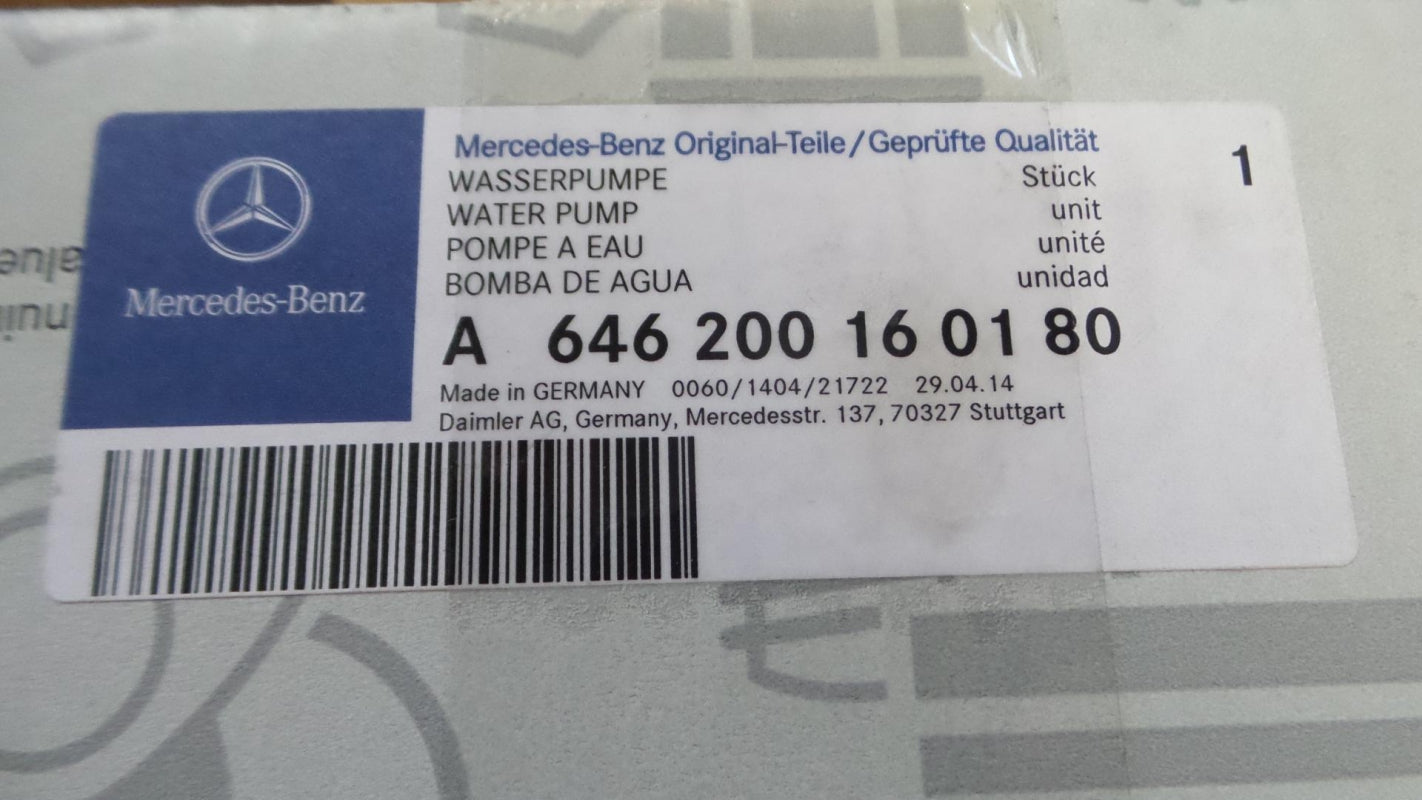 Mercedes-Benz
Mercedes-Benz Original-Teile/Geprüfte Qualität
WASSERPUMPE Stück 1
WATER PUMP unit
POMPE A EAU unité
BOMBA DE AGUA unidad
A 646 200 16 01 80
Made in GERMANY 0060/1404/21722 29.04.14
Daimler AG, Germany, Mercedesstr. 137, 70327 Stuttgart